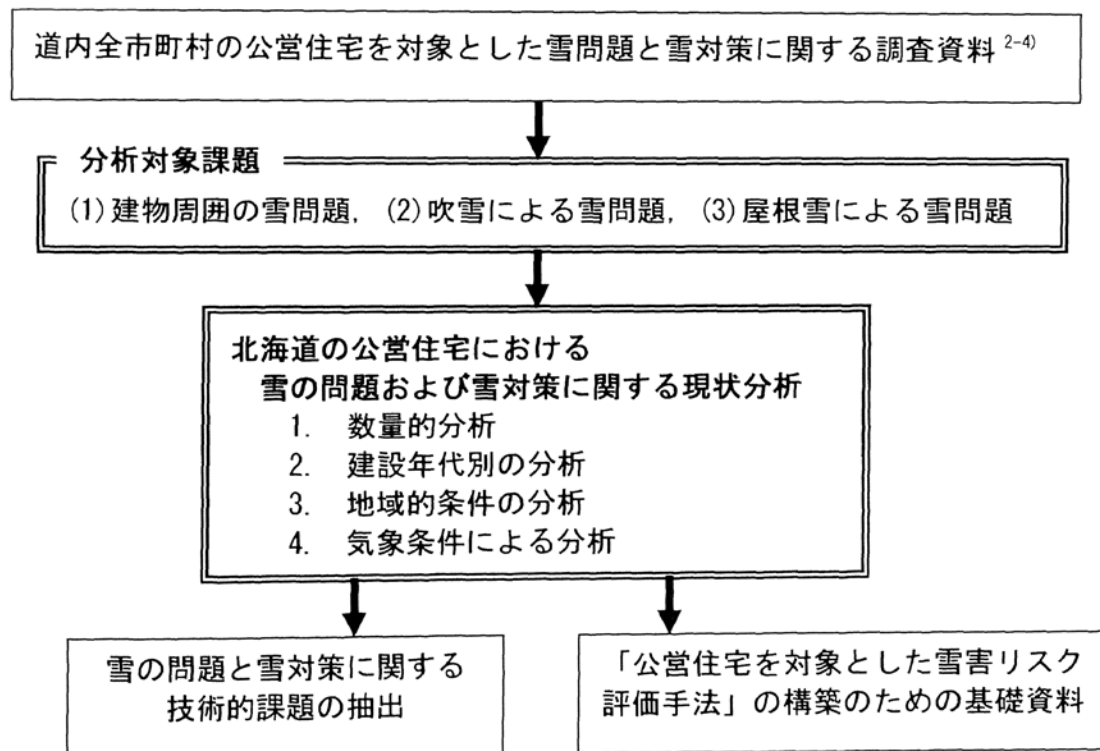 道内全市町村の公営住宅を対象とした雪問題と雪対策に関する調査資料 2-4)
分析対象課題
(1)建物周囲の雪問題, (2)吹雪による雪問題, (3)屋根雪による雪問題
北海道の公営住宅における
雪の問題および雪対策に関する現状分析
1. 数量的分析
2. 建設年代別の分析
3. 地域的条件の分析
4. 気象条件による分析
雪の問題と雪対策に関する
技術的課題の抽出
「公営住宅を対象とした雪害リスク
評価手法」の構築のための基礎資料